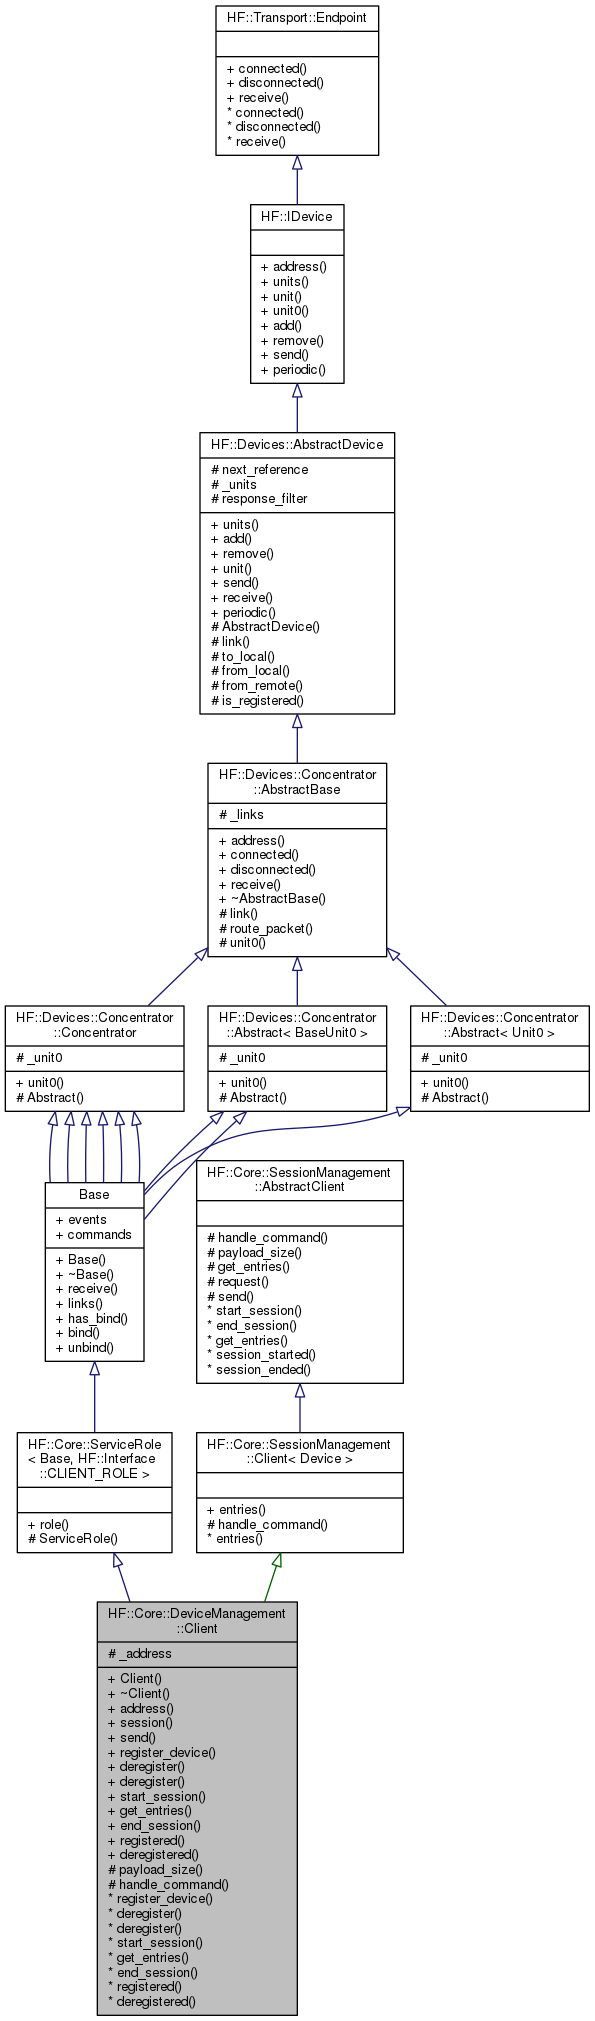 HF::Transport::Endpoint
+ connected()
+ disconnected()
+ receive()
* connected()
* disconnected()
* receive()
HF::IDevice
+ address()
+ units()
+ unit()
+ unit0()
+ add()
+ remove()
+ send()
+ periodic()
HF::Devices::AbstractDevice
# next_reference
# _units
# response_filter
+ units()
+ add()
+ remove()
+ unit()
+ send()
+ receive()
+ periodic()
# AbstractDevice()
# link()
# to_local()
# from_local()
# from_remote()
# is_registered()
HF::Devices::Concentrator
::AbstractBase
# _links
+ address()
+ connected()
+ disconnected()
+ receive()
+ ~AbstractBase()
# link()
# route_packet()
# unit0()
HF::Devices::Concentrator
::Concentrator
# _unit0
+ unit0()
# Abstract()
HF::Devices::Concentrator
::Abstract< BaseUnit0 >
# _unit0
+ unit0()
# Abstract()
HF::Devices::Concentrator
::Abstract< Unit0 >
# _unit0
+ unit0()
# Abstract()
Base
+ events
+ commands
+ Base()
+ ~Base()
+ receive()
+ links()
+ has_bind()
+ bind()
+ unbind()
HF::Core::SessionManagement
::AbstractClient
# handle_command()
# payload_size()
# get_entries()
# request()
# send()
* start_session()
* end_session()
* get_entries()
* session_started()
* session_ended()
HF::Core::ServiceRole
< Base, HF::Interface
::CLIENT_ROLE >
+ role()
# ServiceRole()
HF::Core::SessionManagement
::Client< Device >
+ entries()
# handle_command()
* entries()
HF::Core::DeviceManagement
::Client
# _address
+ Client()
+ ~Client()
+ address()
+ session()
+ send()
+ register_device()
+ deregister()
+ deregister()
+ start_session()
+ get_entries()
+ end_session()
+ registered()
+ deregistered()
# payload_size()
# handle_command()
* register_device()
* deregister()
* deregister()
* start_session()
* get_entries()
* end_session()
* registered()
* deregistered()